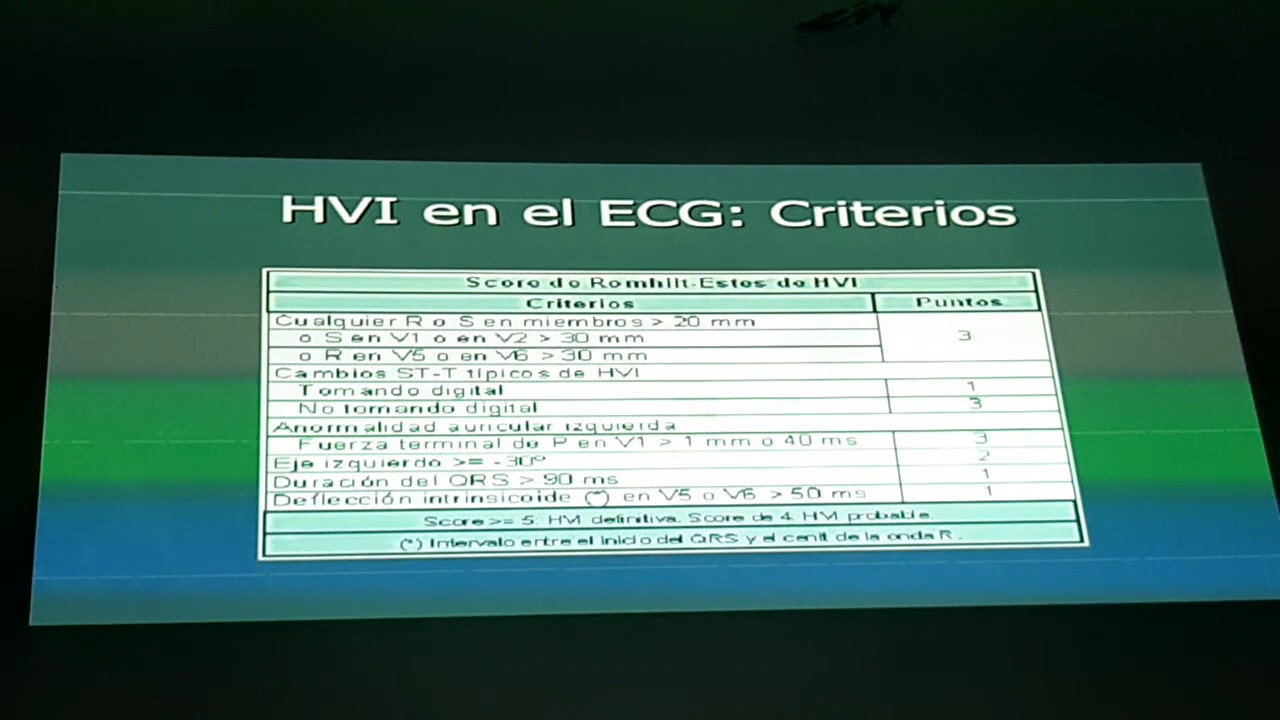 HVI en el ECG: Criterios
Score de Romhilt-Estes de HVI
Criterios Puntos
Cualquier R o S en miembros > 20 mm
o S en V1 o en V2 > 30 mm 3
o R en V5 o en V6 > 30 mm
Cambios ST-T típicos de HVI
Tomando digital 1
No tomando digital 3
Anormalidad auricular izquierda
Fuerza terminal de P en V1 > 1 mm o 40 ms 3
Eje izquierdo >= -30º 2
Duración del QRS > 90 ms 1
Deflección intrinsicoide (*) en V5 o V6 > 50 ms 1
Score >= 5: HVI definitiva. Score de 4: HVI probable.
(*) Intervalo entre el inicio del QRS y el cenit de la onda R.